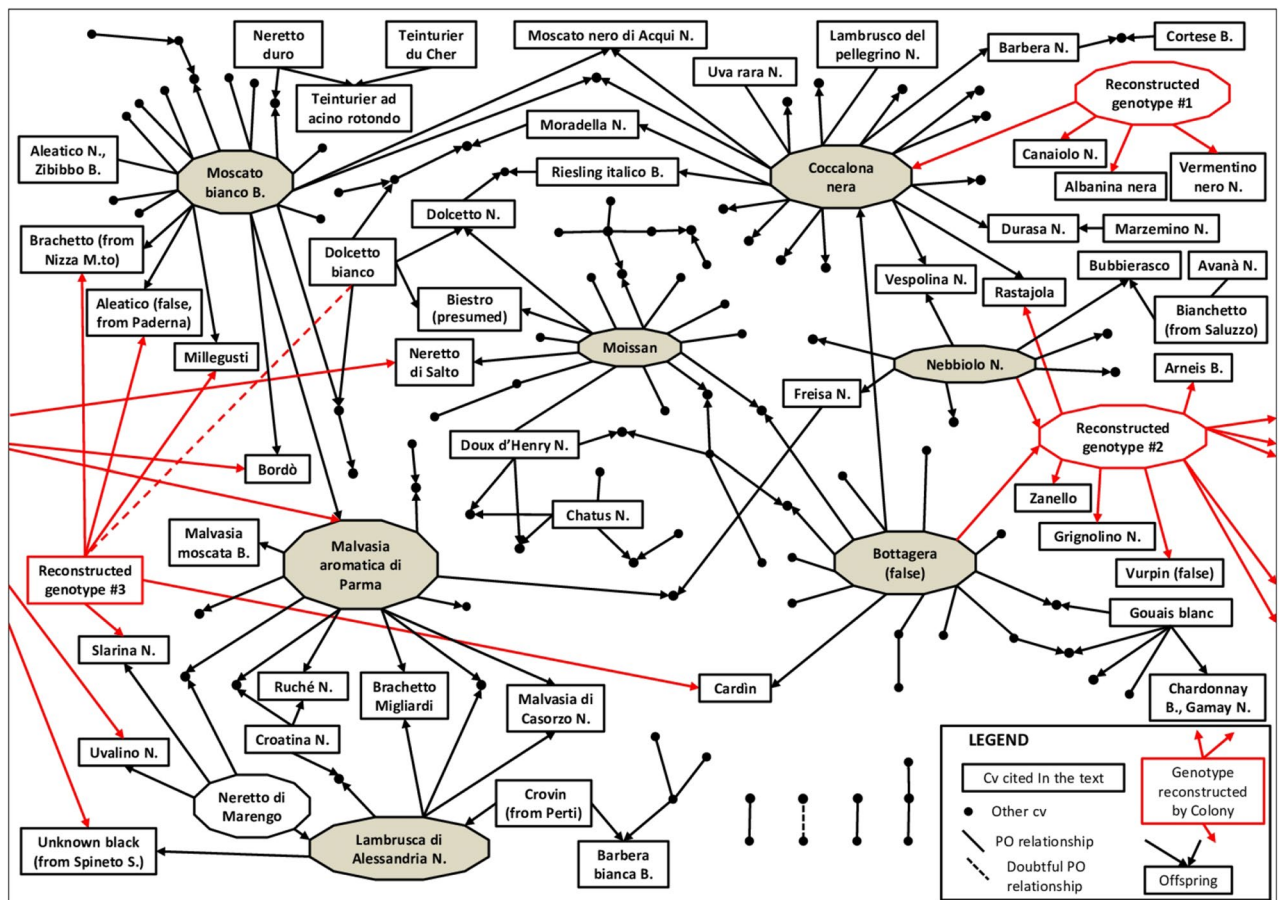 Neretto
duro
Teinturier
du Cher
Moscato nero di Acqui N.
Lambrusco del
pellegrino N.
Barbera N.
Cortese B.
Uva rara N.
Reconstructed
genotype #1
Teinturier ad
acino rotondo
Moradella N.
Canaiolo N.
Aleatico N.,
Zibibbo B.
Moscato
bianco B.
Riesling italico B.
Coccalona
nera
Albanina nera
Vermentino
nero N.
Dolcetto N.
Durasa N.
Marzemino N.
Brachetto (from
Nizza M.to)
Dolcetto
bianco
Vespolina N.
Rastajola
Bubbierasco
Avanà N.
Aleatico (false,
from Paderna)
Biestro
(presumed)
Bianchetto
(from Saluzzo)
Millegusti
Neretto
di Salto
Moissan
Nebbiolo N.
Arneis B.
Freisa N.
Doux d'Henry N.
Reconstructed
genotype #2
Bordò
Zanello
Chatus N.
Grignolino N.
Malvasia
moscata B.
Malvasia
aromatica di
Parma
Bottagera
(false)
Vurpin (false)
Reconstructed
genotype #3
Gouais blanc
Slarina N.
Ruché N.
Brachetto
Migliardi
Malvasia di
Casorzo N.
Cardìn
Chardonnay
B., Gamay N.
Croatina N.
Uvalino N.
Neretto di
Marengo
Crovin
(from Perti)
Unknown black
(from Spineto S.)
Lambrusca di
Alessandria N.
Barbera
bianca B.
LEGEND
Cv cited In the text
Other cv
PO relationship
Doubtful PO
relationship
Genotype
reconstructed
by Colony
Offspring